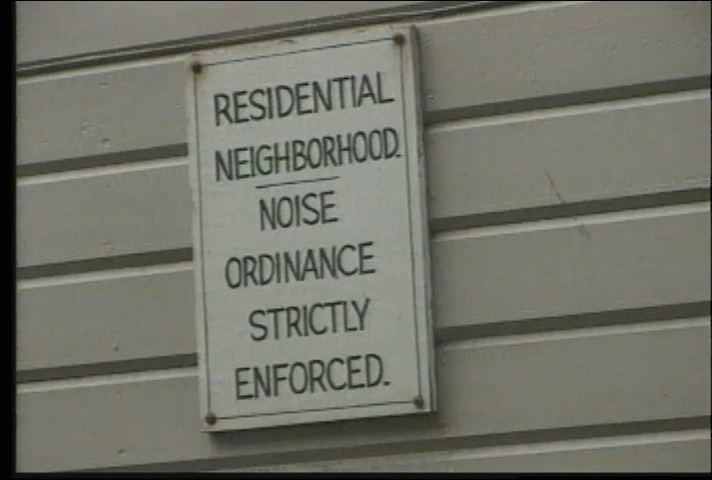 RESIDENTIAL
NEIGHBORHOOD.
NOISE
ORDINANCE
STRICTLY
ENFORCED.